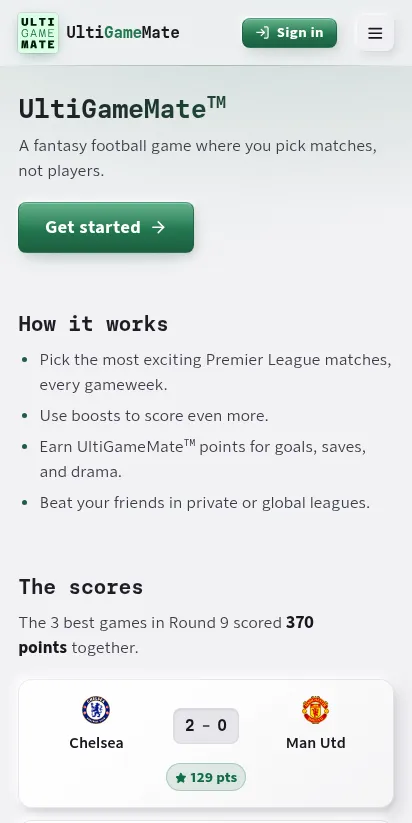 ULTI
GAME
MATE
UltiGameMate
Sign in
UltiGameMate™
A fantasy football game where you pick matches,
not players.
Get started
How it works
• Pick the most exciting Premier League matches,
every gameweek.
• Use boosts to score even more.
• Earn UltiGameMate™ points for goals, saves,
and drama.
• Beat your friends in private or global leagues.
The scores
The 3 best games in Round 9 scored 370
points together.
2 – 0
Chelsea
Man Utd
129 pts